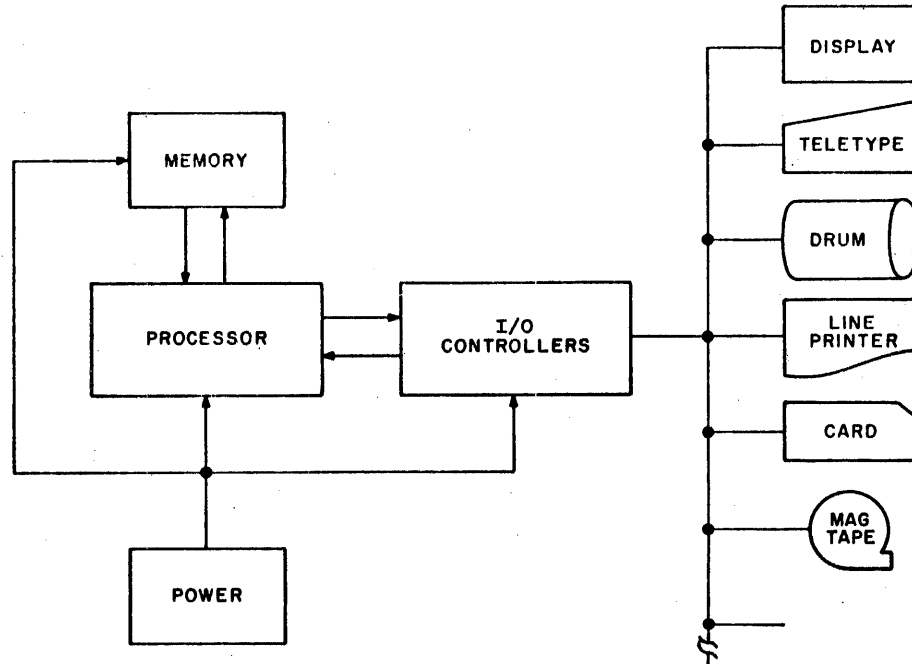 MEMORY
PROCESSOR
I/O
CONTROLLERS
POWER
DISPLAY
TELETYPE
DRUM
LINE
PRINTER
CARD
MAG
TAPE